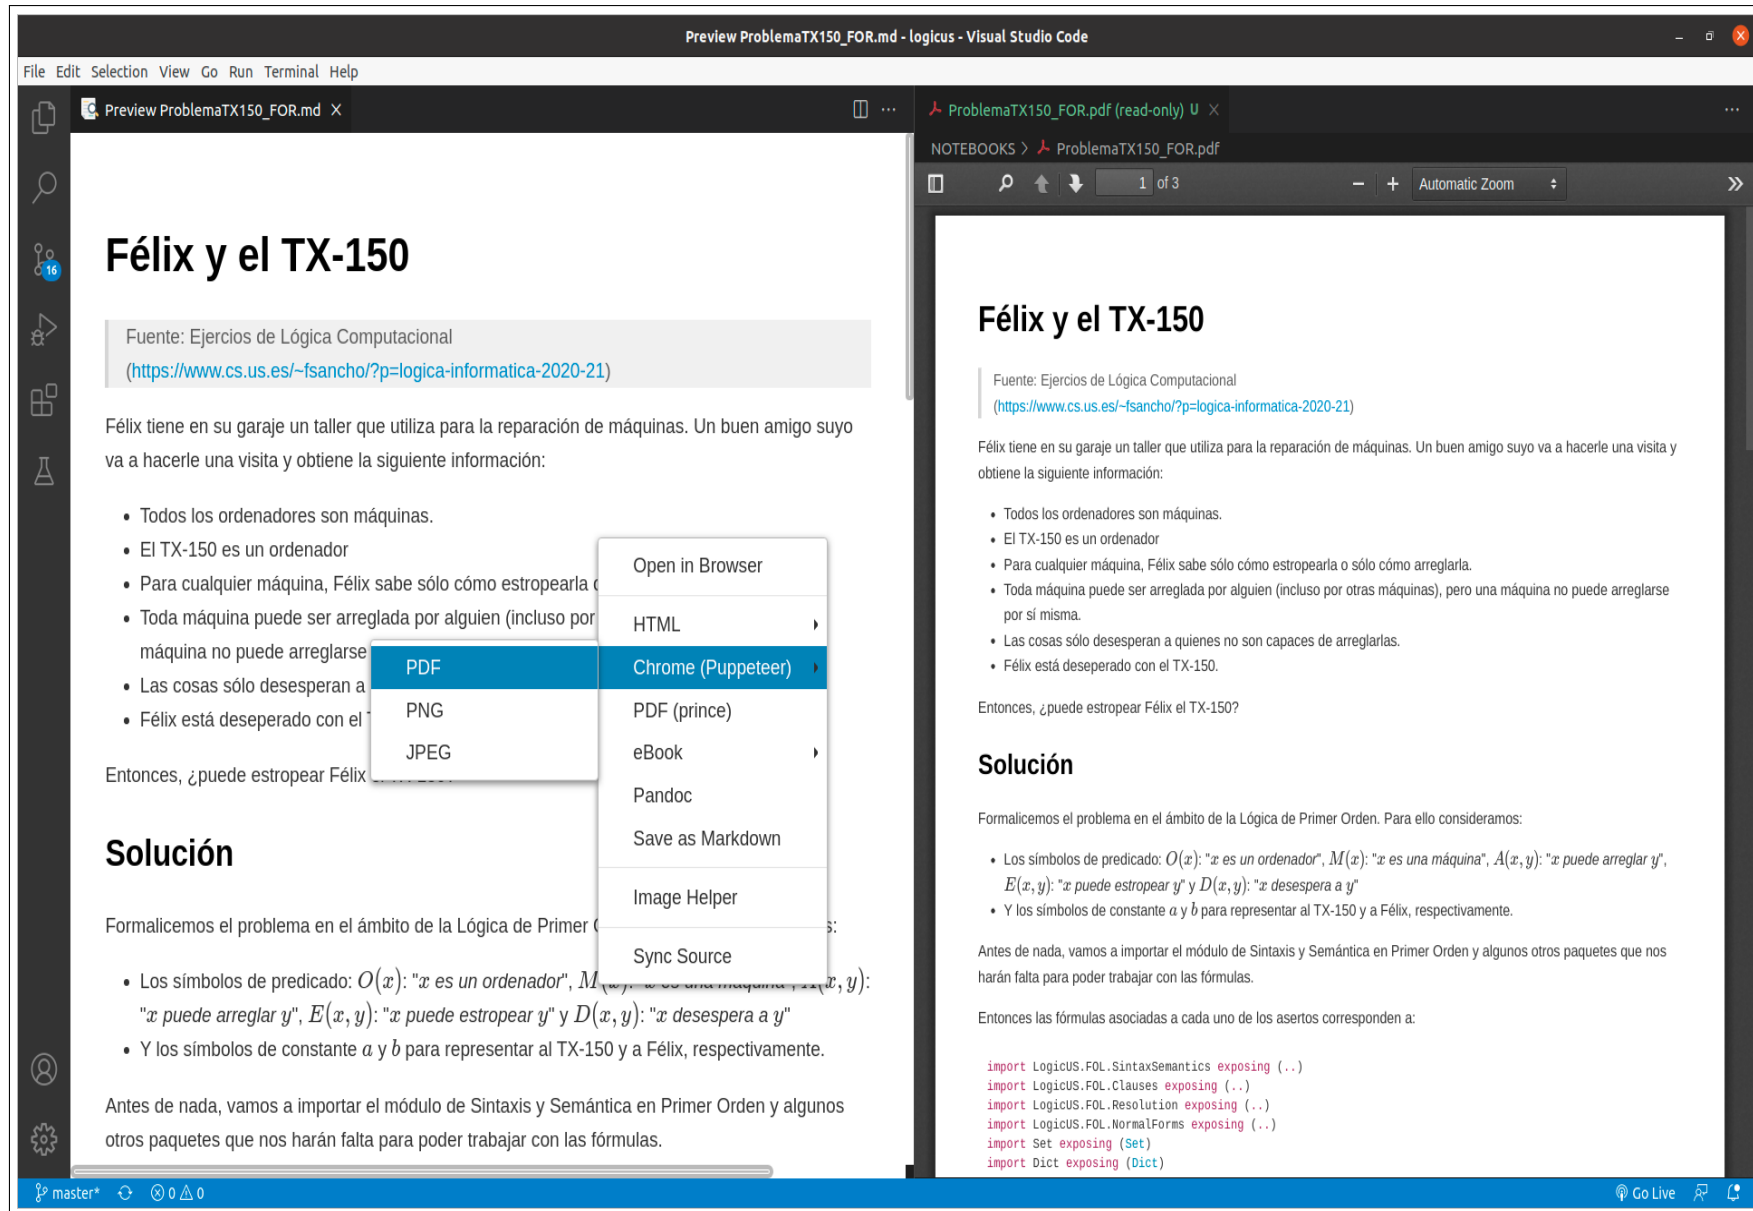 Preview ProblemaTX150_FOR.md - logicus - Visual Studio Code
File Edit Selection View Go Run Terminal Help
Preview ProblemaTX150_FOR.md
16
Félix y el TX-150
Fuente: Ejercios de Lógica Computacional
(https://www.cs.us.es/~fsancho/?p=logica-informatica-2020-21)
Félix tiene en su garaje un taller que utiliza para la reparación de máquinas. Un buen amigo suyo
va a hacerle una visita y obtiene la siguiente información:
• Todos los ordenadores son máquinas.
• El TX-150 es un ordenador
• Para cualquier máquina, Félix sabe sólo cómo estropearla
• Toda máquina puede ser arreglada por alguien (incluso por
máquina no puede arreglarse
• Las cosas sólo desesperan a
• Félix está deseperado con el
Entonces, ¿puede estropear Félix
Solución
Formalicemos el problema en el ámbito de la Lógica de Primer
• Los símbolos de predicado: O(x): "x es un ordenador", M(x): "x es una máquina", A(x, y):
"x puede arreglar y", E(x, y): "x puede estropear y" y D(x, y): "x desespera a y"
• Y los símbolos de constante a y b para representar al TX-150 y a Félix, respectivamente.
Antes de nada, vamos a importar el módulo de Sintaxis y Semántica en Primer Orden y algunos
otros paquetes que nos harán falta para poder trabajar con las fórmulas.
Open in Browser
HTML
Chrome (Puppeteer)
PDF (prince)
eBook
Pandoc
Save as Markdown
Image Helper
Sync Source
PDF
PNG
JPEG
ProblemaTX150_FOR.pdf (read-only) U
NOTEBOOKS > ProblemaTX150_FOR.pdf
1 of 3
Automatic Zoom
Félix y el TX-150
Fuente: Ejercios de Lógica Computacional
(https://www.cs.us.es/~fsancho/?p=logica-informatica-2020-21)
Félix tiene en su garaje un taller que utiliza para la reparación de máquinas. Un buen amigo suyo va a hacerle una visita y
obtiene la siguiente información:
• Todos los ordenadores son máquinas.
• El TX-150 es un ordenador
• Para cualquier máquina, Félix sabe sólo cómo estropearla o sólo cómo arreglarla.
• Toda máquina puede ser arreglada por alguien (incluso por otras máquinas), pero una máquina no puede arreglarse
por sí misma.
• Las cosas sólo desesperan a quienes no son capaces de arreglarlas.
• Félix está deseperado con el TX-150.
Entonces, ¿puede estropear Félix el TX-150?
Solución
Formalicemos el problema en el ámbito de la Lógica de Primer Orden. Para ello consideramos:
• Los símbolos de predicado: O(x): "x es un ordenador", M(x): "x es una máquina", A(x, y): "x puede arreglar y",
E(x, y): "x puede estropear y" y D(x, y): "x desespera a y"
• Y los símbolos de constante a y b para representar al TX-150 y a Félix, respectivamente.
Antes de nada, vamos a importar el módulo de Sintaxis y Semántica en Primer Orden y algunos otros paquetes que nos
harán falta para poder trabajar con las fórmulas.
Entonces las fórmulas asociadas a cada uno de los asertos corresponden a:
import LogicUS.FOL.SintaxSemantics exposing (..)
import LogicUS.FOL.Clauses exposing (..)
import LogicUS.FOL.Resolution exposing (..)
import LogicUS.FOL.NormalForms exposing (..)
import Set exposing (Set)
import Dict exposing (Dict)
master* 0 0
Go Live